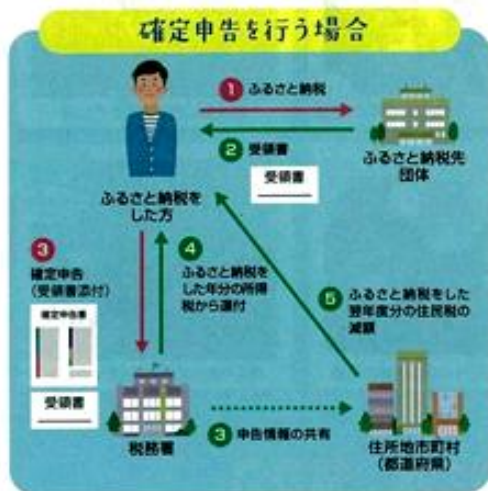 確定申告を行う場合
1 ふるさと納税
2 受領書
受領書
ふるさと納税をした方
ふるさと納税先
団体
3
確定申告
(受領書添付)
確定申告書
受領書
4
ふるさと納税を
した年分の所得
税から還付
5 ふるさと納税をした
翌年度分の住民税の
減額
税務署
3 申告情報の共有
住所地市町村
(都道府県)